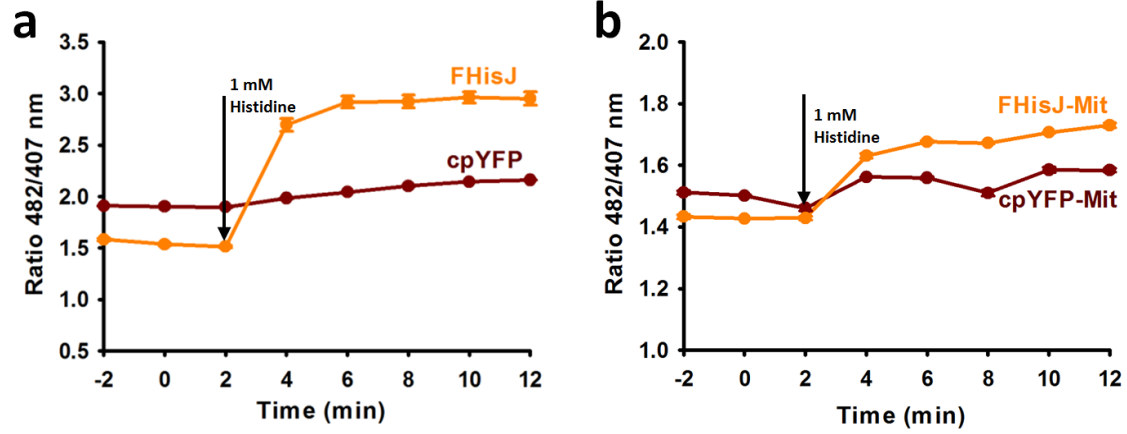 a
3.5
3.0
2.5
2.0
1.5
1.0
0.5
Ratio 482/407 nm
1 mM
Histidine
FHisJ
cpYFP
-2 0 2 4 6 8 10 12
Time (min)
b
2.0
1.8
1.6
1.4
1.2
1.0
Ratio 482/407 nm
1 mM
Histidine
FHisJ-Mit
cpYFP-Mit
-2 0 2 4 6 8 10 12
Time (min)